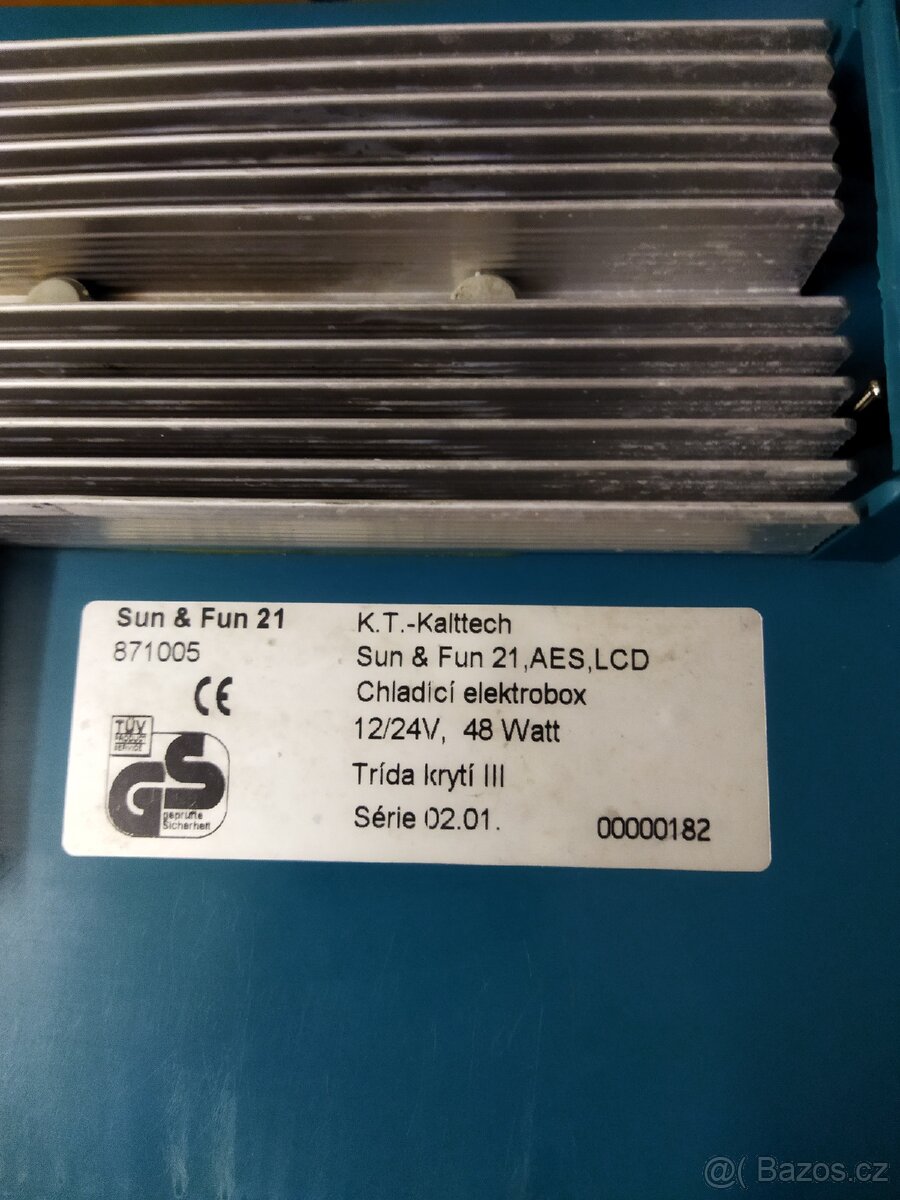 Sun & Fun 21
871005
CE
TÜV
SERVICE
GS
geprüfte
Sicherheit
K.T.-Kalttech
Sun & Fun 21,AES,LCD
Chladící elektrobox
12/24V, 48 Watt
Trída krytí III
Série 02.01.
00000182
@( Bazos.cz